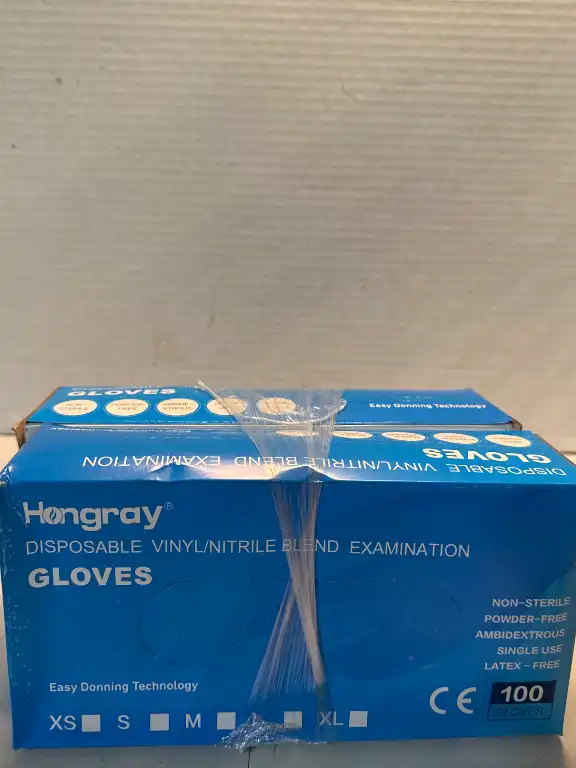 GLOVES
Easy Donning Technology
DISPOSABLE VINYL/NITRILE BLEND EXAMINATION
GLOVES
Hongray®
DISPOSABLE VINYL/NITRILE BLEND EXAMINATION
GLOVES
NON-STERILE
POWDER-FREE
AMBIDEXTROUS
SINGLE USE
LATEX-FREE
Easy Donning Technology
XS S M XL
CE
100
GLOVES